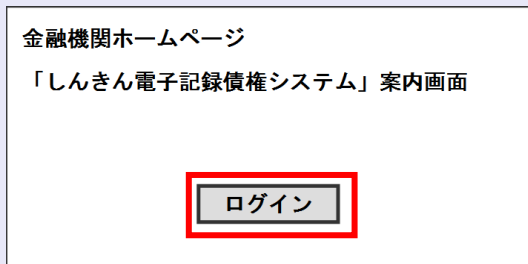 金融機関ホームページ
「しんきん電子記録債権システム」案内画面
ログイン